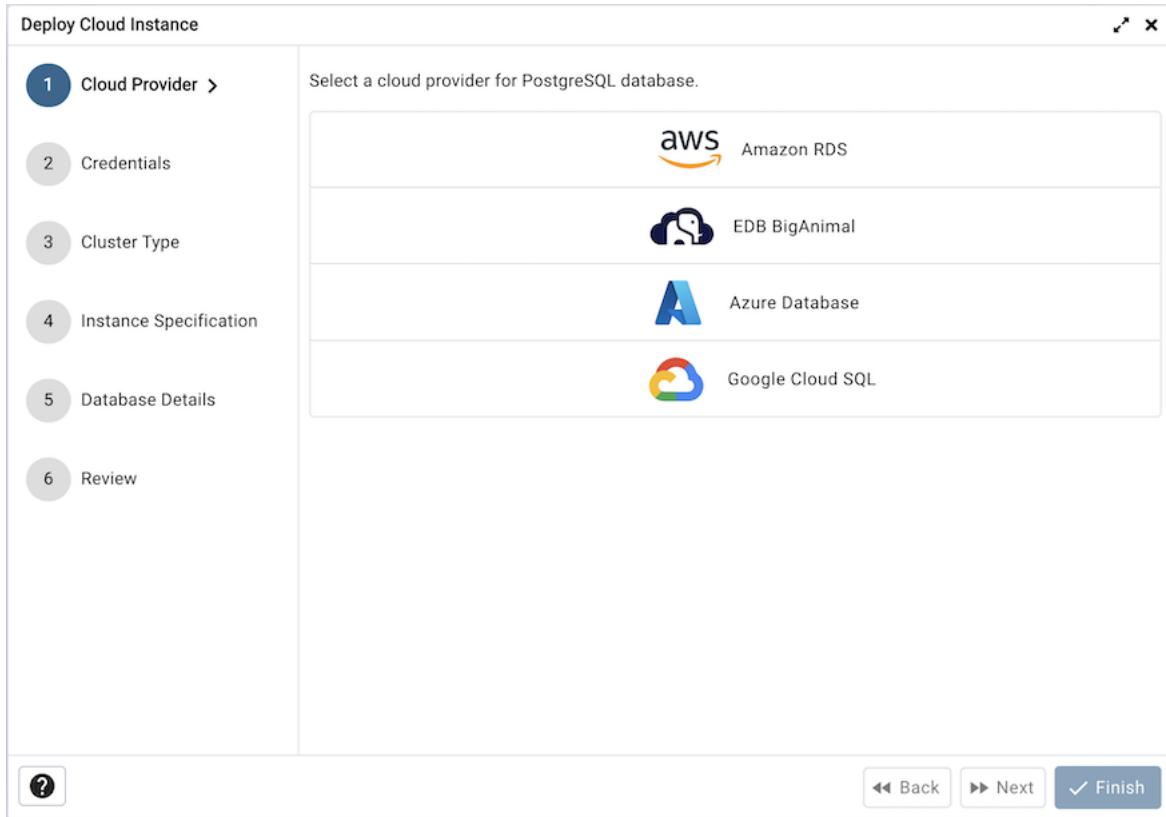 Deploy Cloud Instance
1 Cloud Provider
Select a cloud provider for PostgreSQL database.
aws Amazon RDS
2 Credentials
EDB BigAnimal
3 Cluster Type
Azure Database
4 Instance Specification
Google Cloud SQL
5 Database Details
6 Review
? Back Next Finish